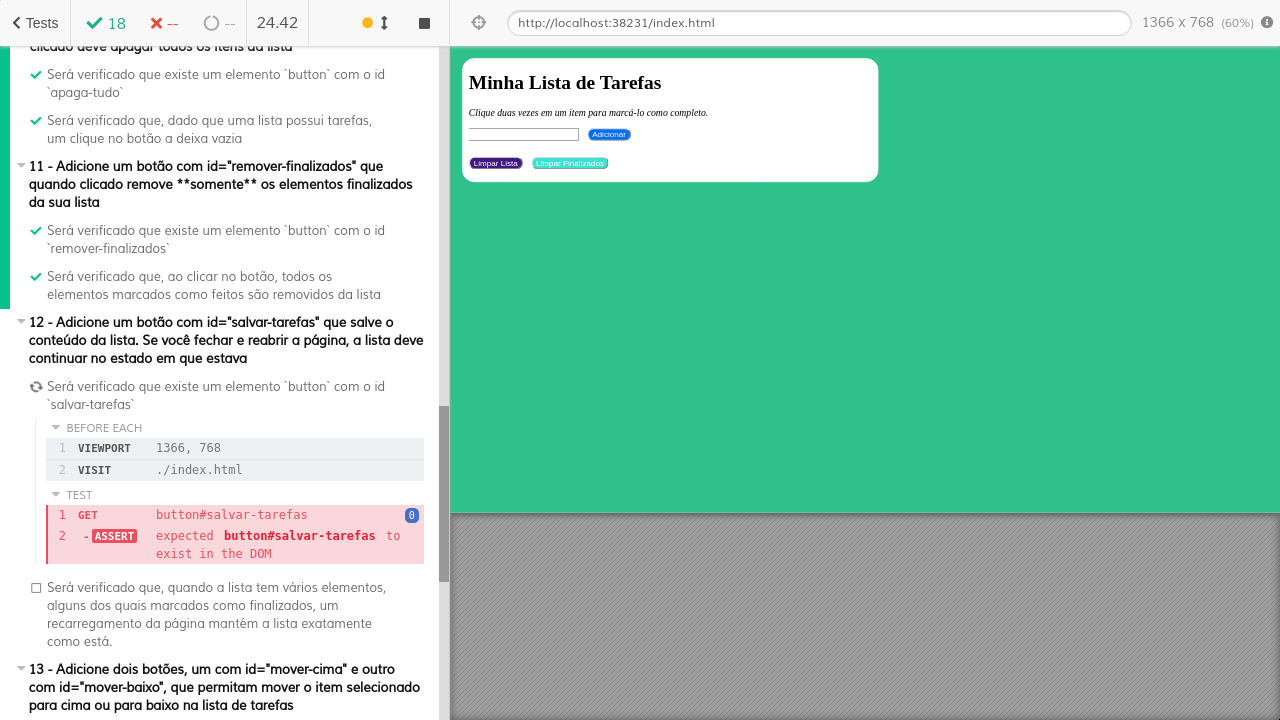 Tests
18
--
--
24.42
http://localhost:38231/index.html
1366 x 768 (60%)
clicado deve apagar todos os itens da lista
Será verificado que existe um elemento `button` com o id
`apaga-tudo`
Será verificado que, dado que uma lista possui tarefas,
um clique no botão a deixa vazia
11 - Adicione um botão com id="remover-finalizados" que
quando clicado remove **somente** os elementos finalizados
da sua lista
Será verificado que existe um elemento `button` com o id
`remover-finalizados`
Será verificado que, ao clicar no botão, todos os
elementos marcados como feitos são removidos da lista
12 - Adicione um botão com id="salvar-tarefas" que salve o
conteúdo da lista. Se você fechar e reabrir a página, a lista deve
continuar no estado em que estava
Será verificado que existe um elemento `button` com o id
`salvar-tarefas`
BEFORE EACH
1 VIEWPORT 1366, 768
2 VISIT ./index.html
TEST
1 GET button#salvar-tarefas 0
2 -ASSERT expected button#salvar-tarefas to
exist in the DOM
Será verificado que, quando a lista tem vários elementos,
alguns dos quais marcados como finalizados, um
recarregamento da página mantém a lista exatamente
como está.
13 - Adicione dois botões, um com id="mover-cima" e outro
com id="mover-baixo", que permitam mover o item selecionado
para cima ou para baixo na lista de tarefas
Minha Lista de Tarefas
Clique duas vezes em um item para marcá-lo como completo.
Adicionar
Limpar Lista
Limpar Finalizados